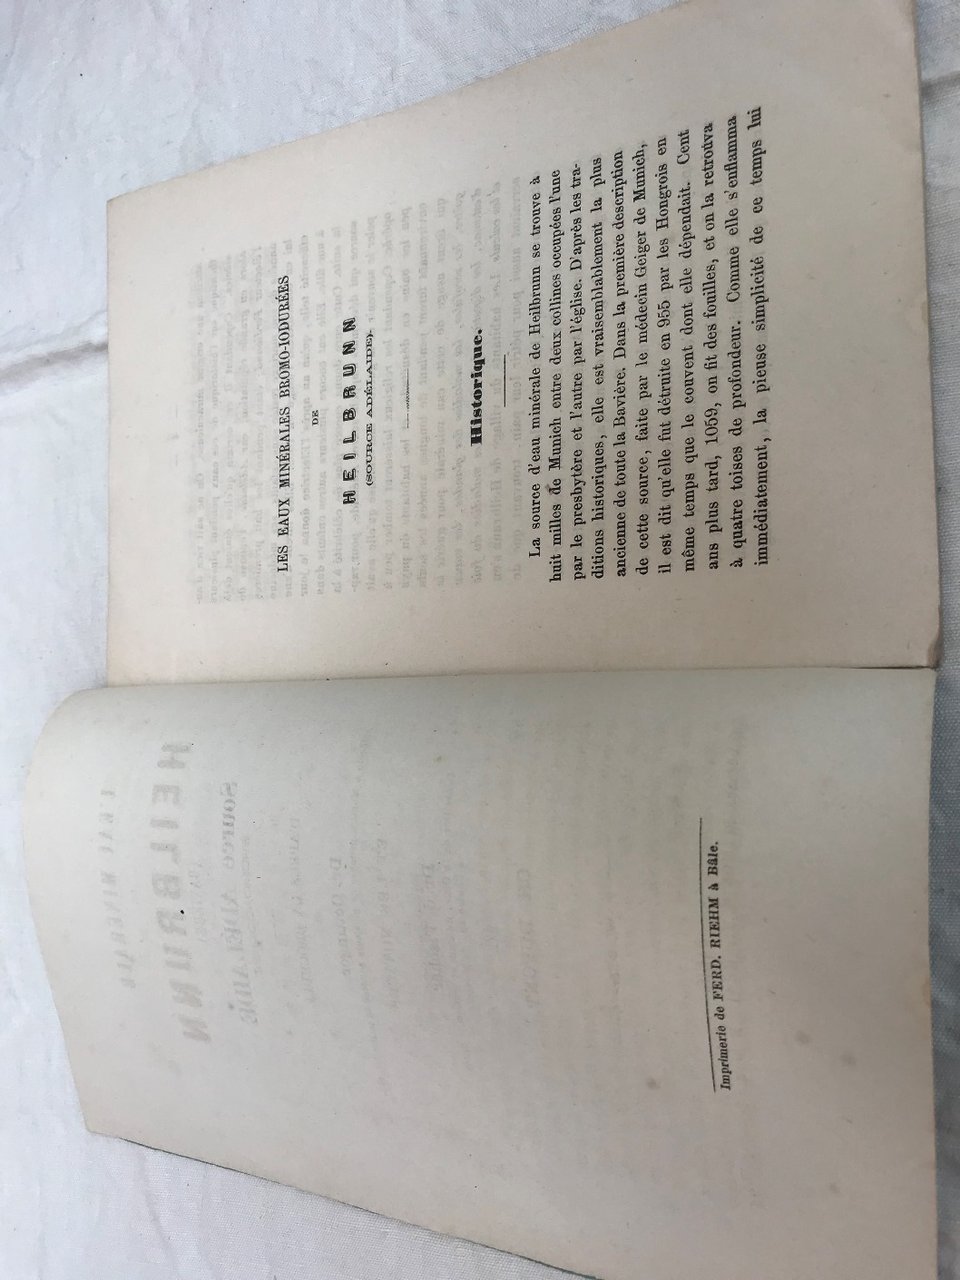 Imprimerie de FERD. RIEHM à Bâle.
LES EAUX MINÉRALES BROMO-IODURÉES
DE
HEILBRUNN
(SOURCE ADÉLAIDE).
Historique.
La source d'eau minérale de Heilbrunn se trouve à
huit milles de Munich entre deux collines occupées l'une
par le presbytère et l'autre par l'église. D'après les tra-
ditions historiques, elle est vraisemblablement la plus
ancienne de toute la Bavière. Dans la première description
de cette source, faite par le médecin Geiger de Munich,
il est dit qu'elle fut détruite en 955 par les Hongrois en
même temps que le couvent dont elle dépendait. Cent
ans plus tard, 1059, on fit des fouilles, et on la retrouva
à quatre toises de profondeur. Comme elle s'enflamma
immédiatement, la pieuse simplicité de ce temps lui